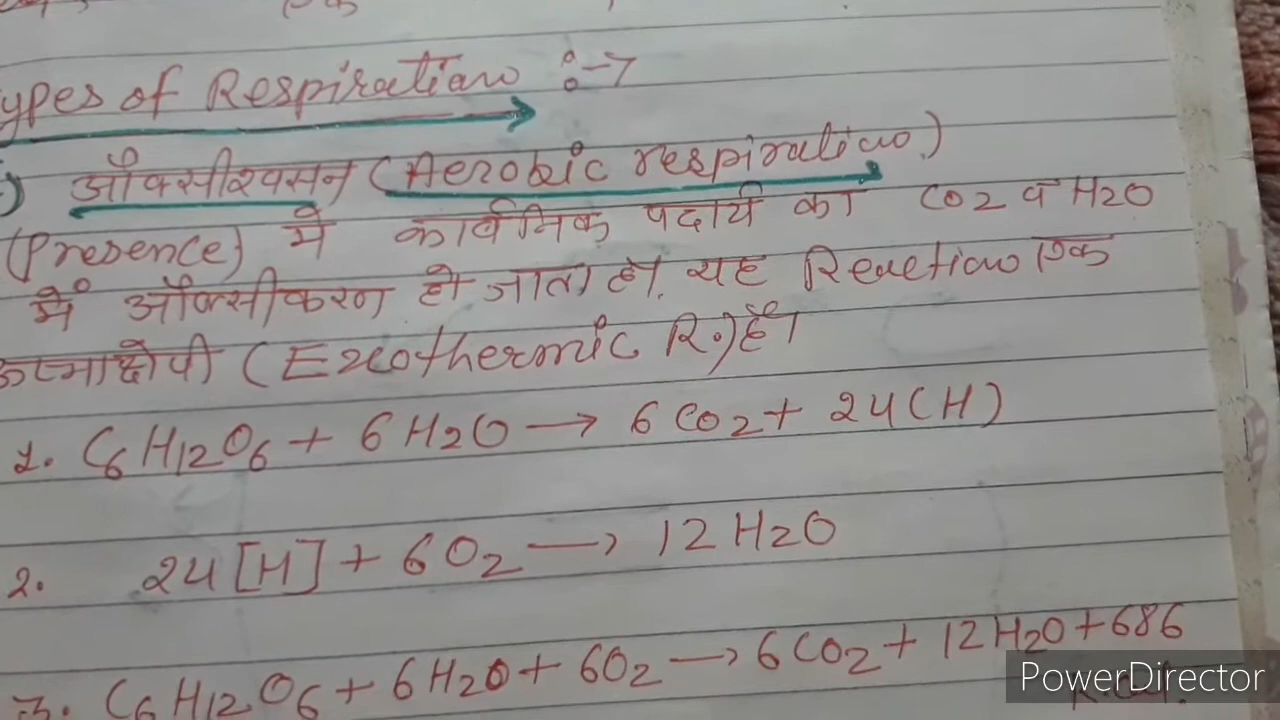 ypes of Respiration :->
ऑक्सीश्वसन (Aerobic respiration)
(Presence) में कार्बनिक पदार्थ का CO2 व H2O
में ऑक्सीकरण हो जाता है। यह Reaction एक
ऊष्माक्षेपी (Exothermic R.) है।
1. C6H12O6 + 6H2O → 6CO2 + 24(H)
2. 24[H] + 6O2 → 12H2O
3. C6H12O6 + 6H2O + 6O2 → 6CO2 + 12H2O + 686
PowerDirector